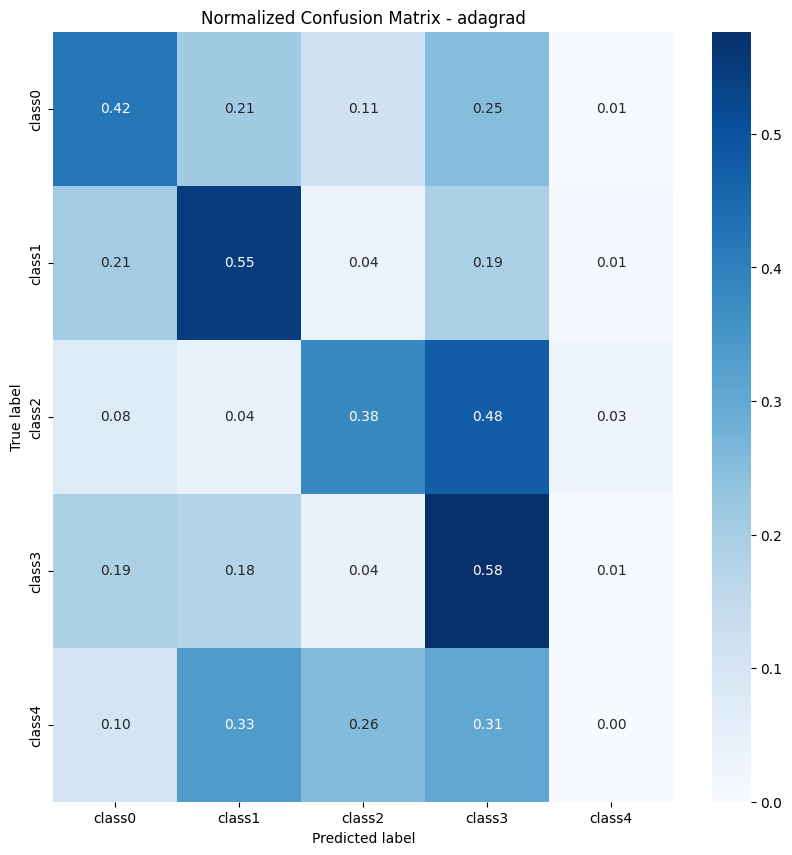 Normalized Confusion Matrix - adagrad
class0 0.42 0.21 0.11 0.25 0.01
class1 0.21 0.55 0.04 0.19 0.01
class2 0.08 0.04 0.38 0.48 0.03
class3 0.19 0.18 0.04 0.58 0.01
class4 0.10 0.33 0.26 0.31 0.00
True label
class0 class1 class2 class3 class4
Predicted label
0.5
0.4
0.3
0.2
0.1
0.0